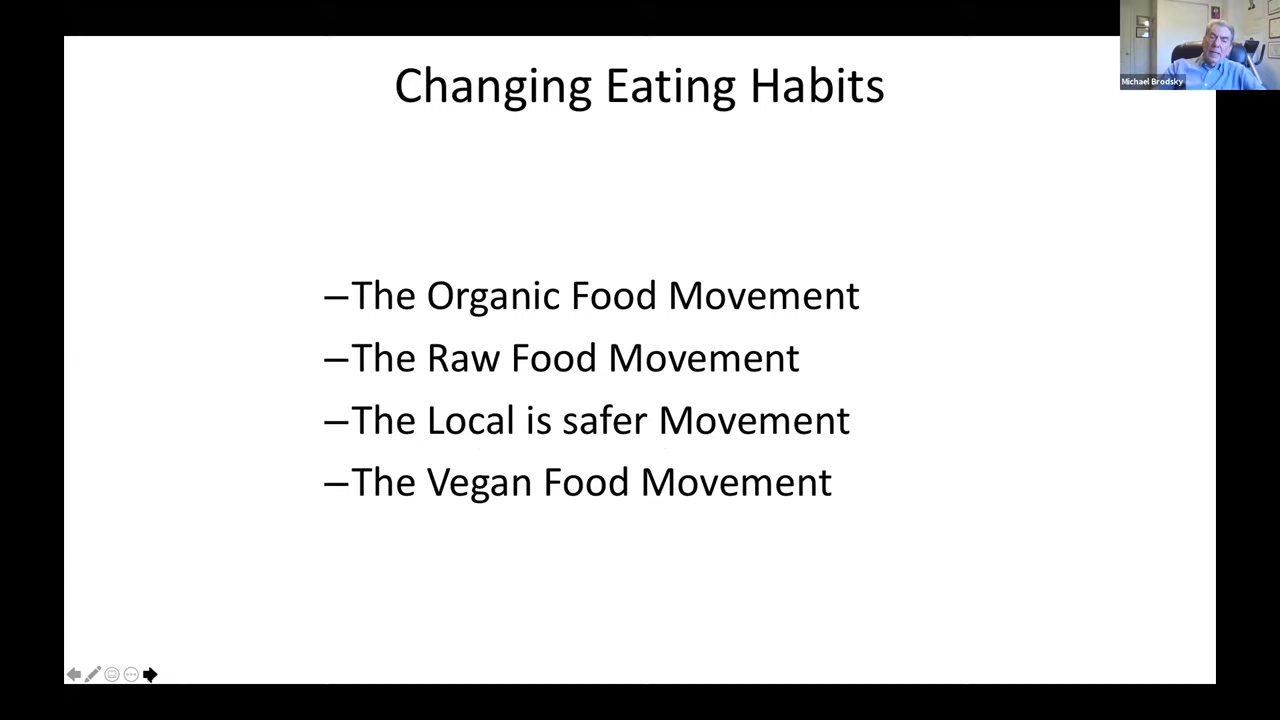 Changing Eating Habits
Michael Brodsky
–The Organic Food Movement
–The Raw Food Movement
–The Local is safer Movement
–The Vegan Food Movement